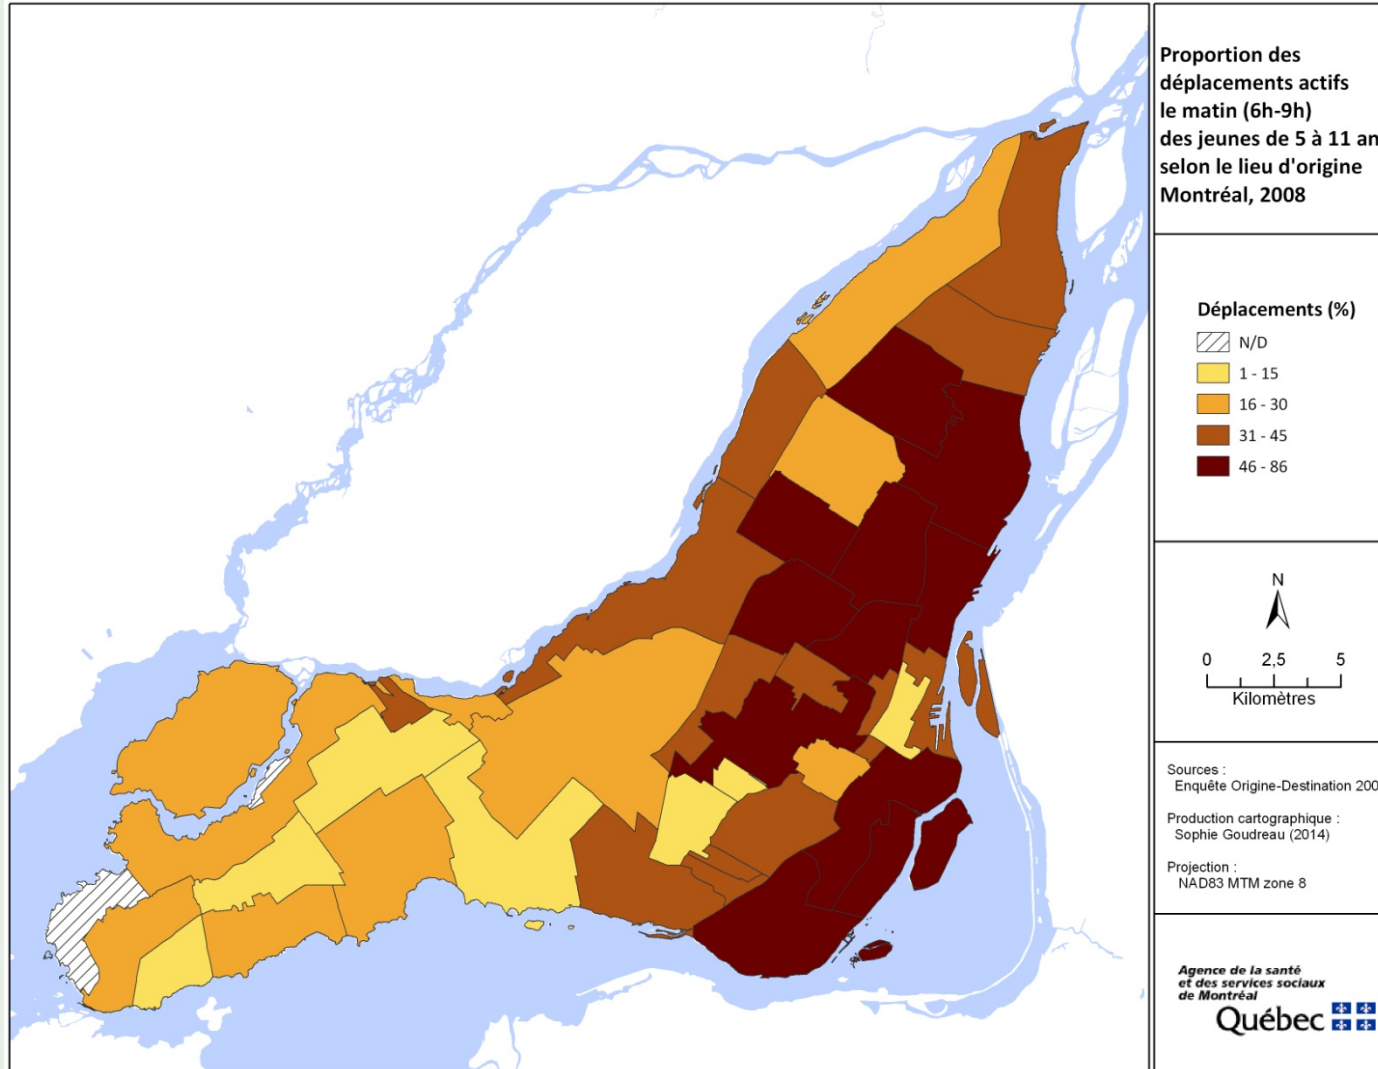 Proportion des
déplacements actifs
le matin (6h-9h)
des jeunes de 5 à 11 an
selon le lieu d'origine
Montréal, 2008
Déplacements (%)
N/D
1 - 15
16 - 30
31 - 45
46 - 86
N
0 2,5 5
Kilomètres
Sources :
Enquête Origine-Destination 200
Production cartographique :
Sophie Goudreau (2014)
Projection :
NAD83 MTM zone 8
Agence de la santé
et des services sociaux
de Montréal
Québec